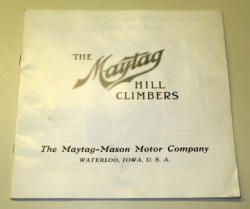 THE
Maytag
HILL
CLIMBERS
The Maytag-Mason Motor Company
WATERLOO, IOWA, U. S. A.